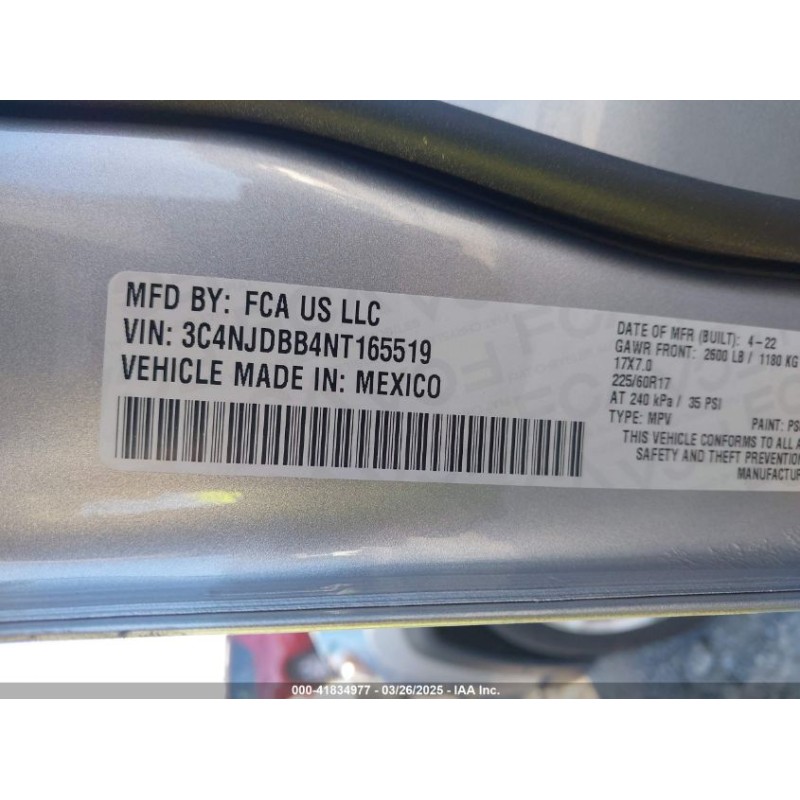 MFD BY: FCA US LLC
VIN: 3C4NJDBB4NT165519
VEHICLE MADE IN: MEXICO
DATE OF MFR (BUILT): 4-22
GAWR FRONT: 2600 LB / 1180 KG
17X7.0
225/60R17
AT 240 kPa / 35 PSI
TYPE: MPV PAINT:
THIS VEHICLE CONFORMS TO ALL A
SAFETY AND THEFT PREVENTION
MANUFACTUR
000-41834977 - 03/26/2025 - IAA Inc.